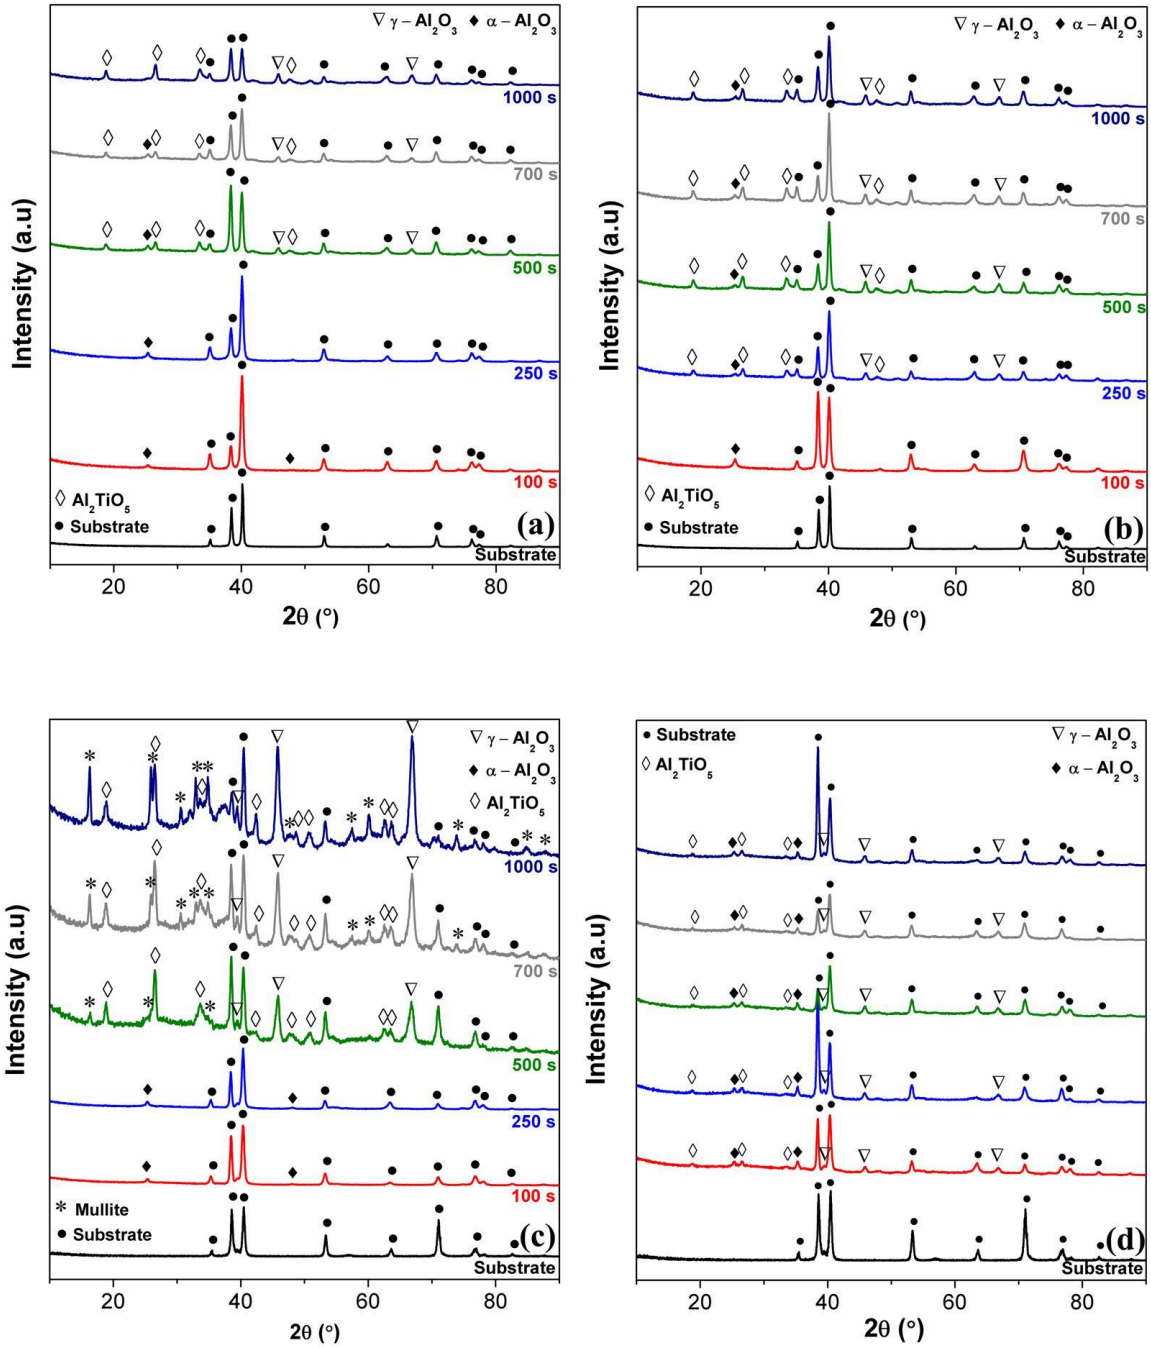 ▽ γ – Al₂O₃ ◆ α – Al₂O₃
1000 s
700 s
500 s
250 s
100 s
◇ Al₂TiO₅
● Substrate
(a)
Substrate
20 40 60 80
2θ (°)
Intensity (a.u)
▽ γ – Al₂O₃ ◆ α – Al₂O₃
1000 s
700 s
500 s
250 s
100 s
◇ Al₂TiO₅
● Substrate
(b)
Substrate
20 40 60 80
2θ (°)
Intensity (a.u)
▽ γ – Al₂O₃
◆ α – Al₂O₃
◇ Al₂TiO₅
1000 s
700 s
500 s
250 s
100 s
* Mullite
● Substrate
(c)
Substrate
20 40 60 80
2θ (°)
Intensity (a.u)
● Substrate
◇ Al₂TiO₅
▽ γ – Al₂O₃
◆ α – Al₂O₃
(d)
Substrate
20 40 60 80
2θ (°)
Intensity (a.u)